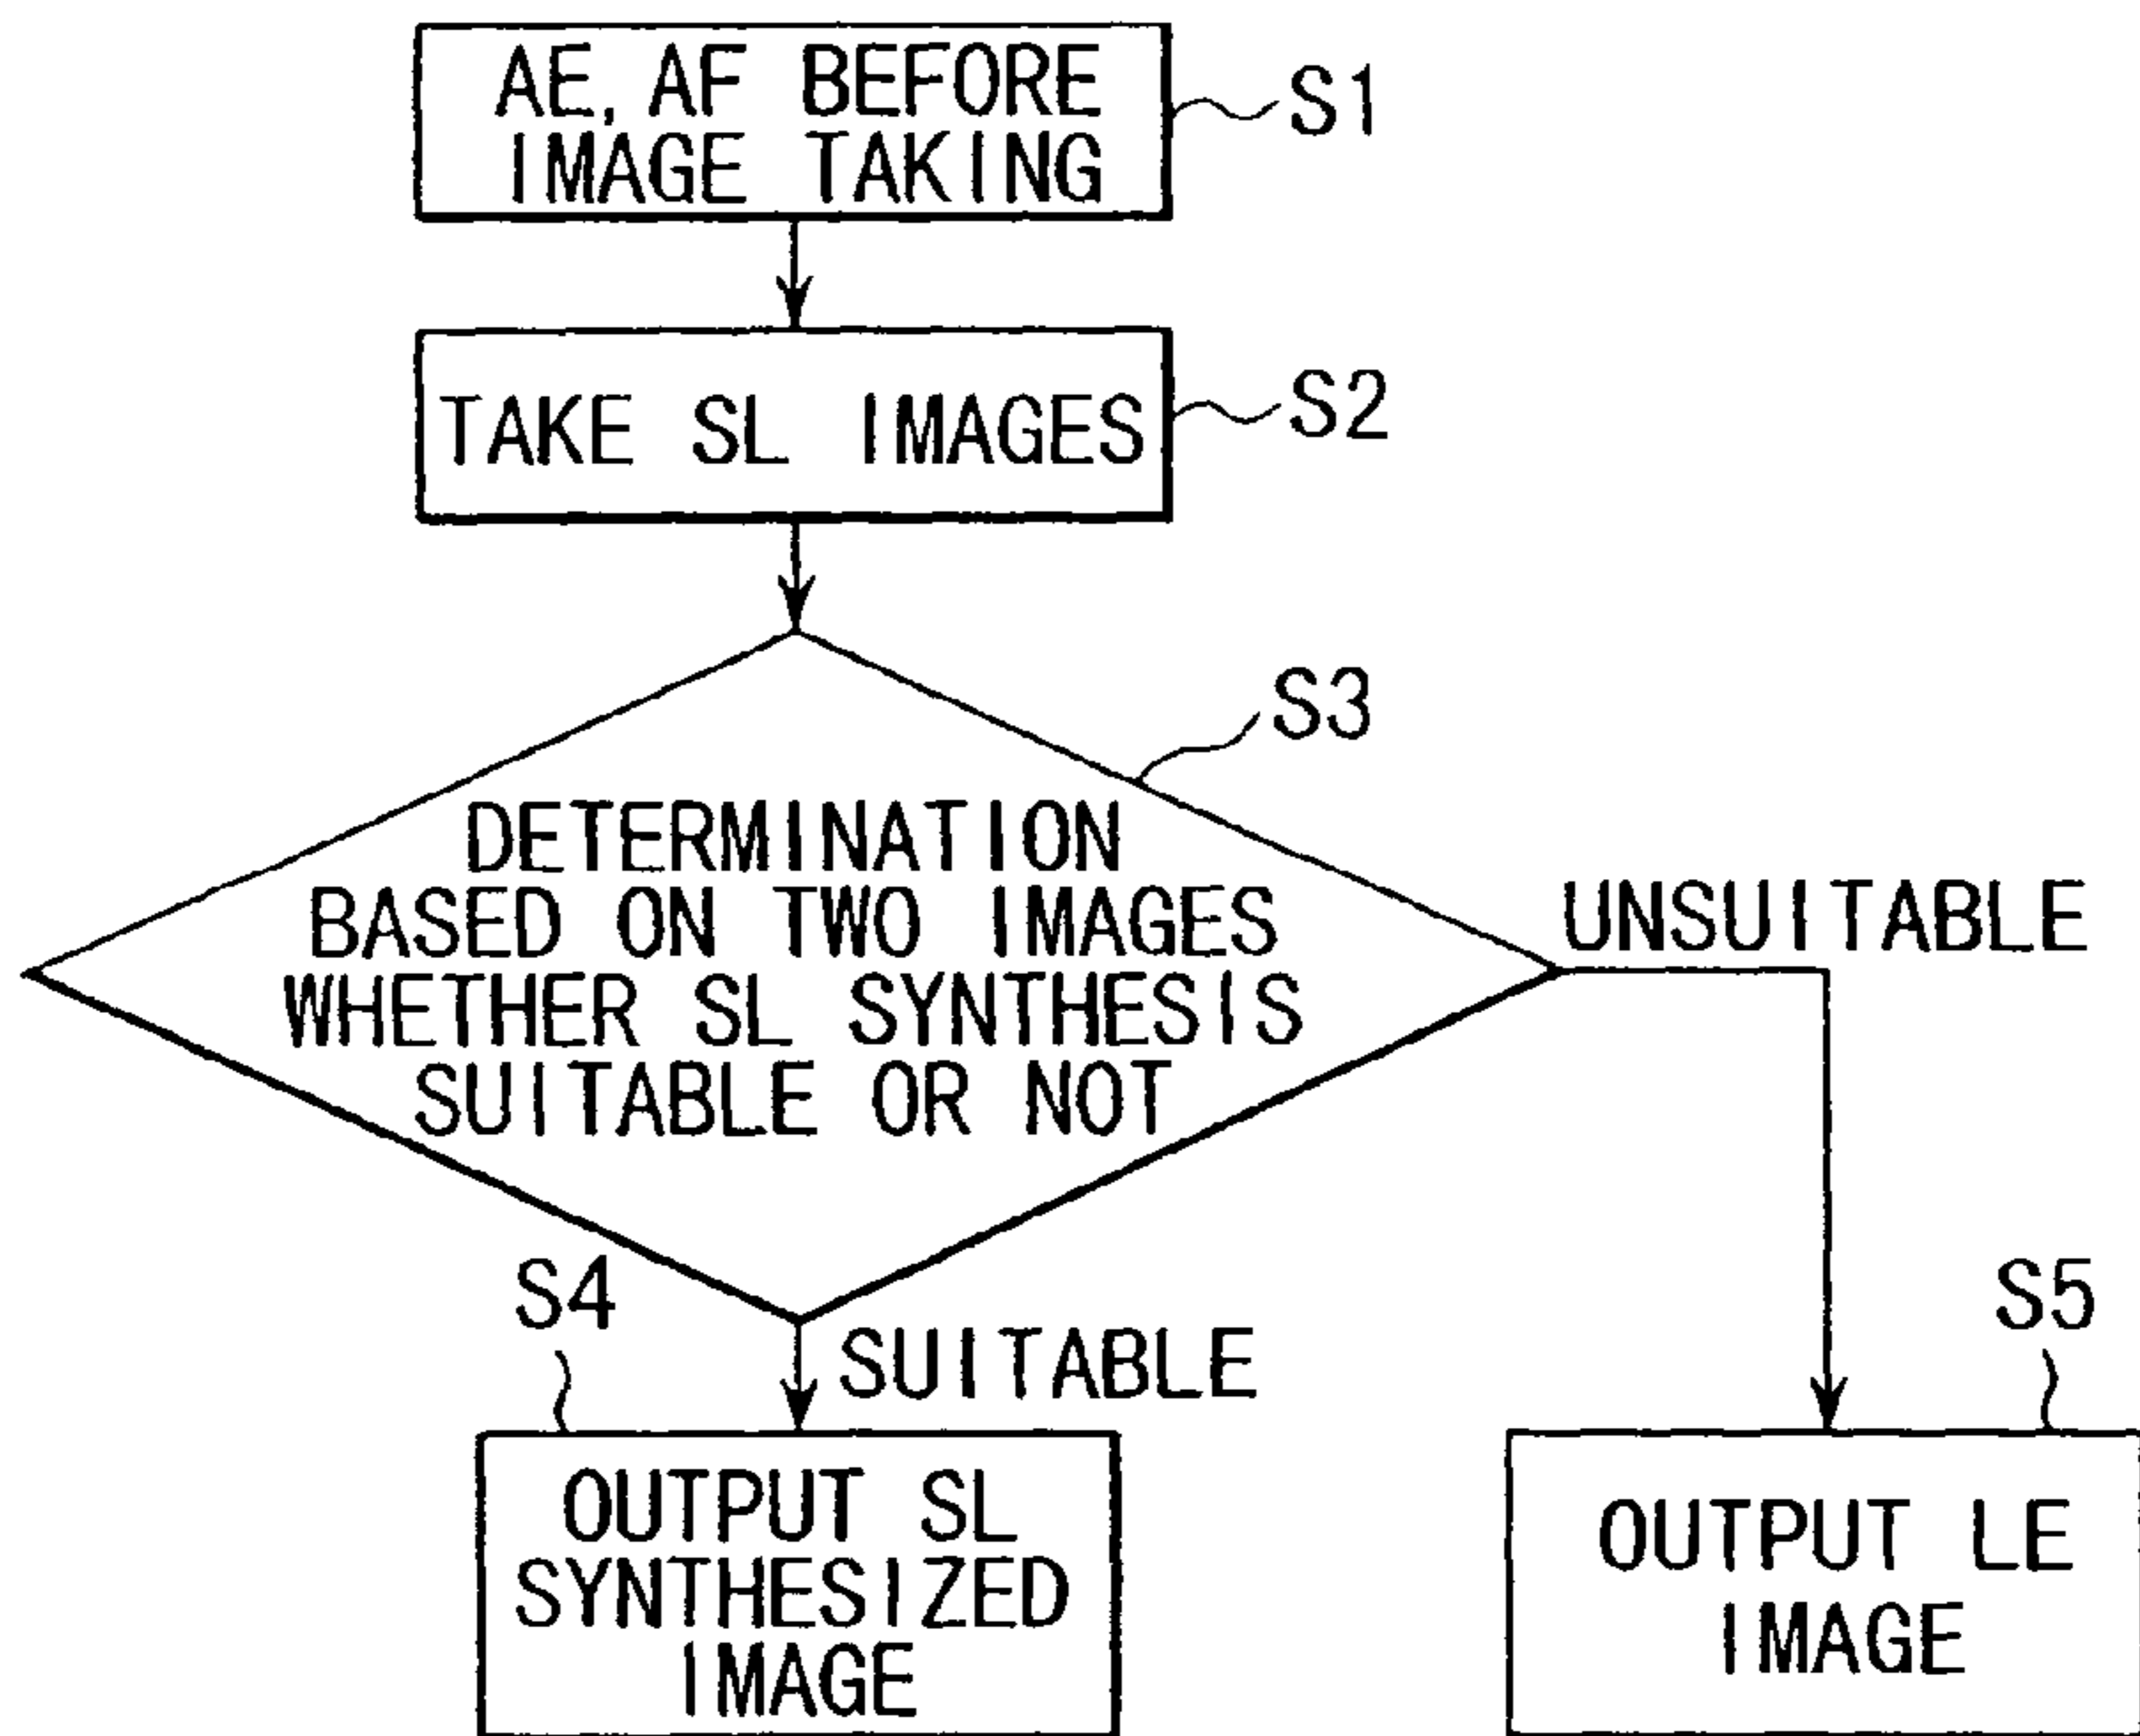 AE, AF BEFORE
IMAGE TAKING
S1
TAKE SL IMAGES
S2
S3
DETERMINATION
BASED ON TWO IMAGES
WHETHER SL SYNTHESIS
SUITABLE OR NOT
UNSUITABLE
S4
SUITABLE
S5
OUTPUT SL
SYNTHESIZED
IMAGE
OUTPUT LE
IMAGE